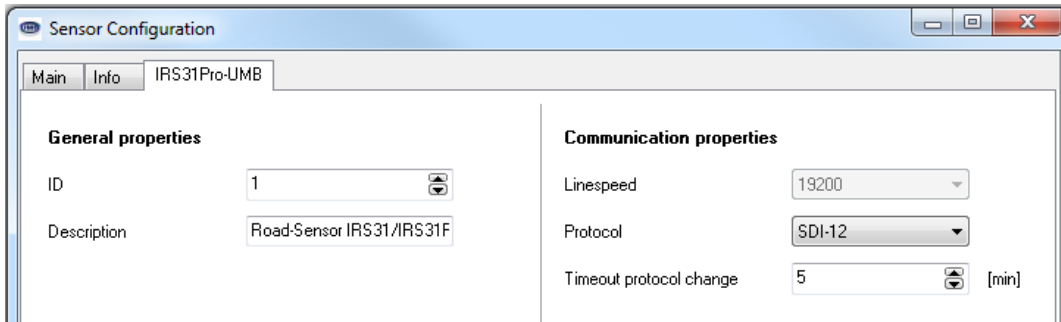 Sensor Configuration
Main Info IRS31Pro-UMB
General properties
ID 1
Description Road-Sensor IRS31/IRS31F
Communication properties
Linespeed 19200
Protocol SDI-12
Timeout protocol change 5 [min]